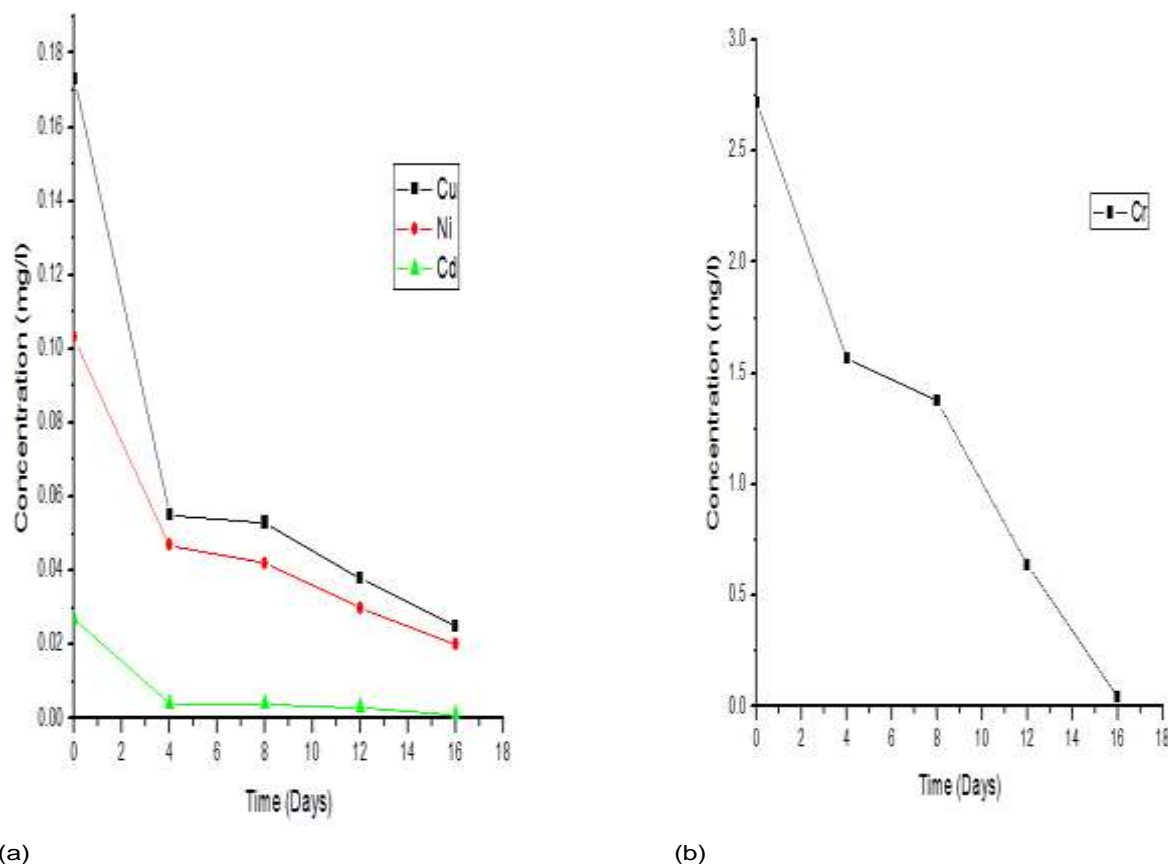 0.18
0.16
0.14
0.12
0.10
0.08
0.06
0.04
0.02
0.00
Concentration (mg/l)
Cu
Ni
Cd
0 2 4 6 8 10 12 14 16 18
Time (Days)
(a)
3.0
2.5
2.0
1.5
1.0
0.5
0.0
Concentration (mg/l)
Cr
0 2 4 6 8 10 12 14 16 18
Time (Days)
(b)